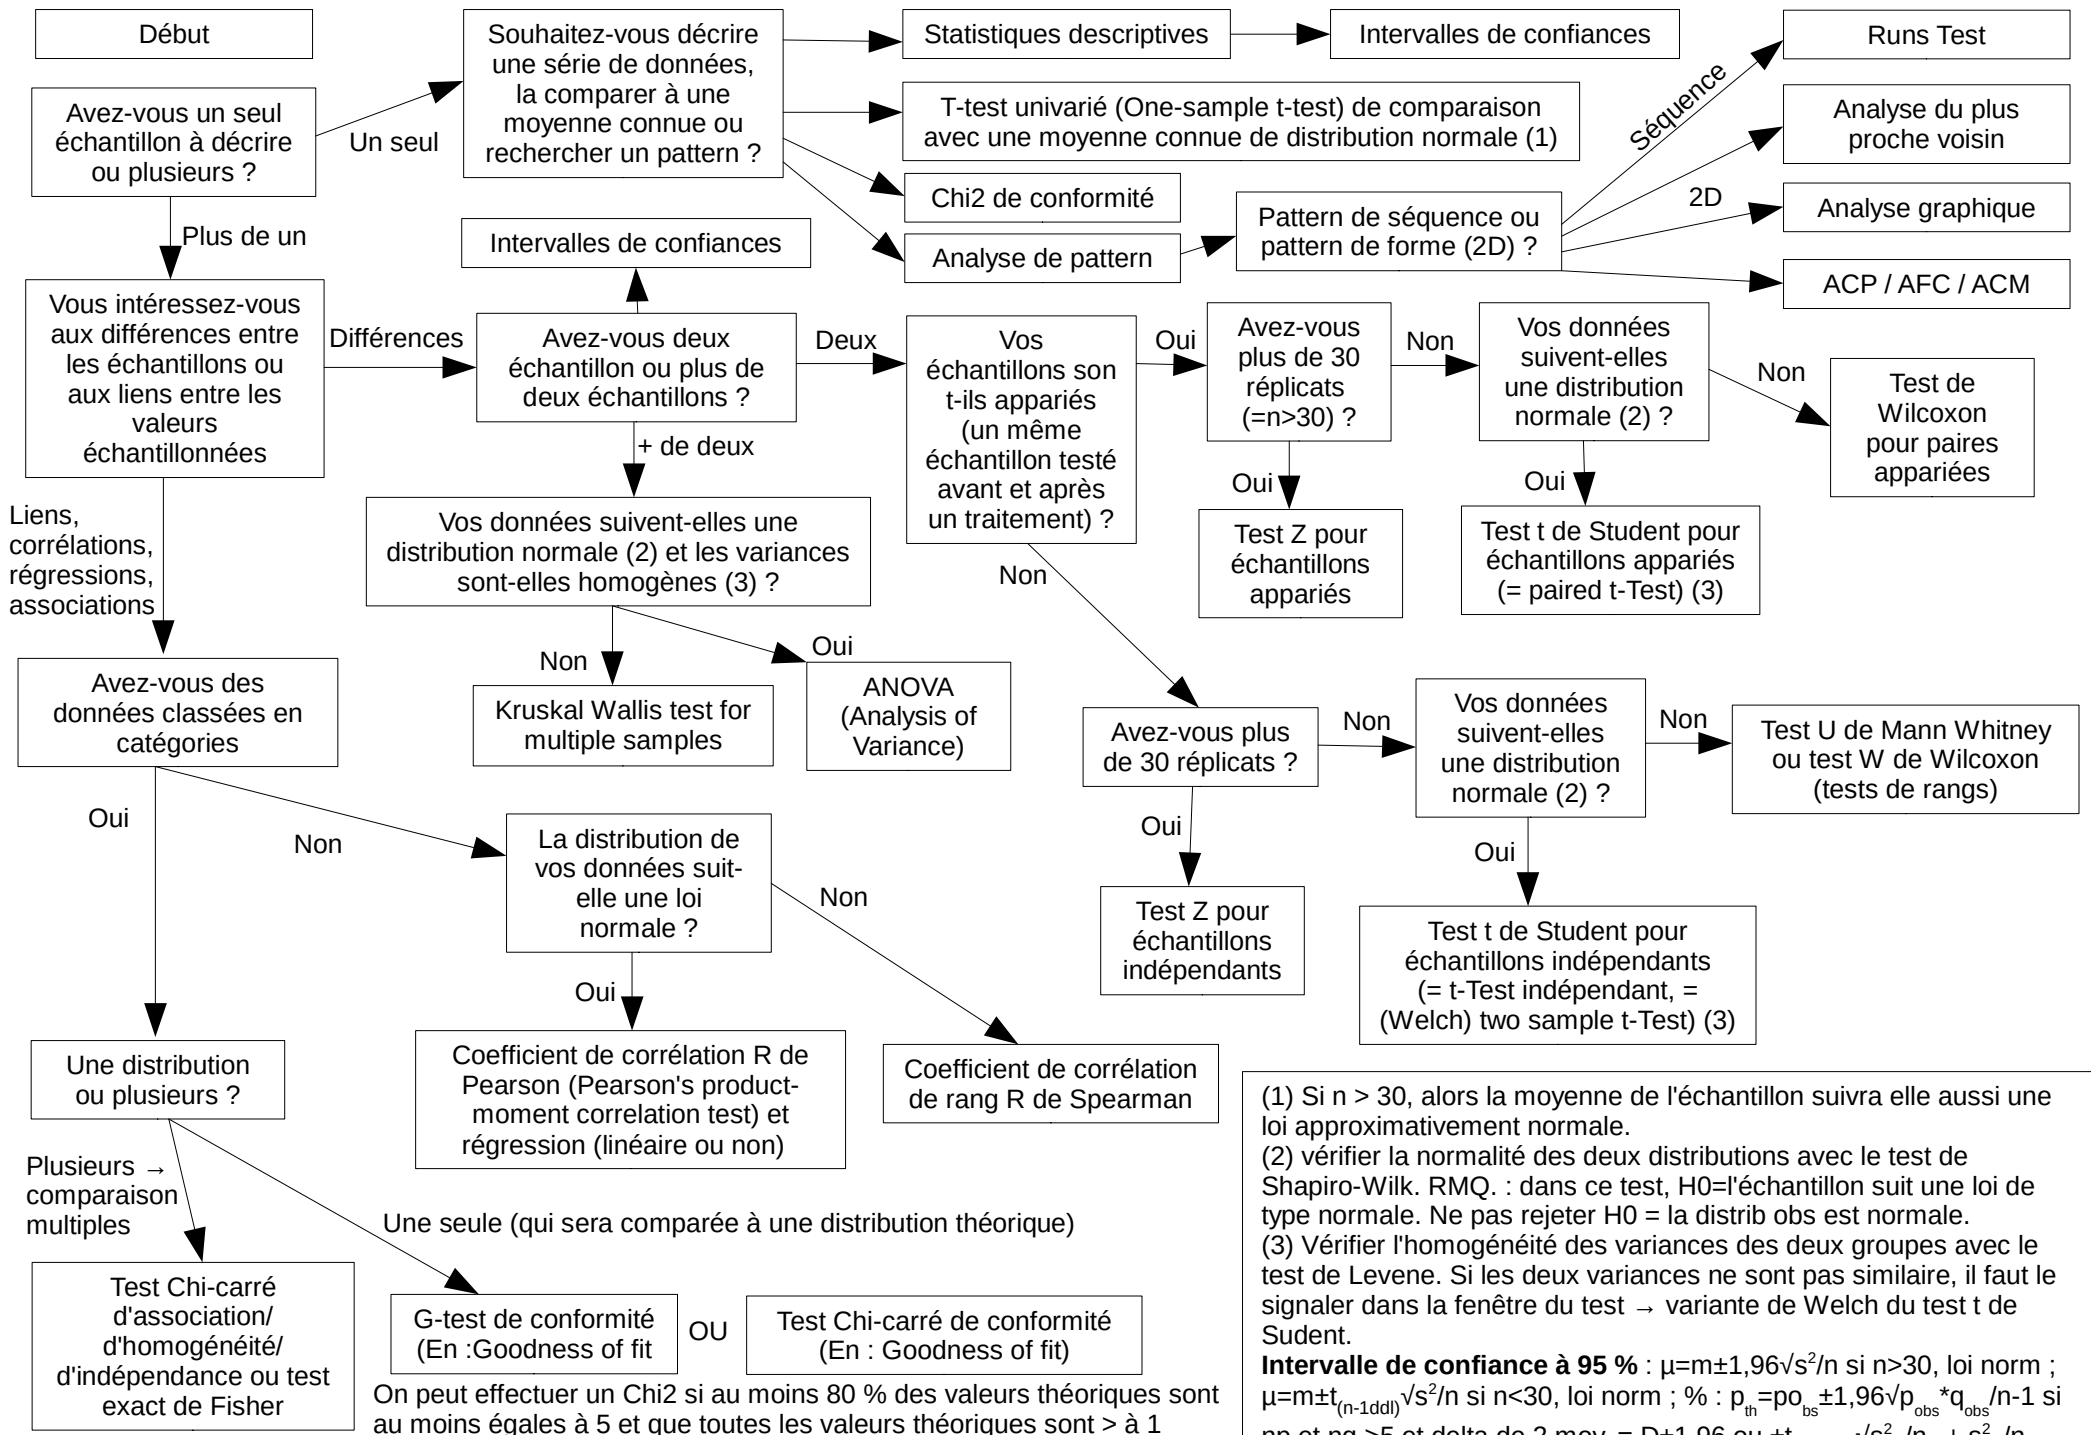 Début
Avez-vous un seul
échantillon à décrire
ou plusieurs ?
Un seul
Plus de un
Souhaitez-vous décrire
une série de données,
la comparer à une
moyenne connue ou
rechercher un pattern ?
Statistiques descriptives
Intervalles de confiances
T-test univarié (One-sample t-test) de comparaison
avec une moyenne connue de distribution normale (1)
Chi2 de conformité
Analyse de pattern
Pattern de séquence ou
pattern de forme (2D) ?
Séquence
2D
Runs Test
Analyse du plus
proche voisin
Analyse graphique
ACP / AFC / ACM
Vous intéressez-vous
aux différences entre
les échantillons ou
aux liens entre les
valeurs
échantillonnées
Différences
Intervalles de confiances
Avez-vous deux
échantillon ou plus de
deux échantillons ?
Deux
+ de deux
Vos
échantillons son
t-ils appariés
(un même
échantillon testé
avant et après
un traitement) ?
Oui
Avez-vous
plus de 30
réplicats
(=n>30) ?
Non
Vos données
suivent-elles
une distribution
normale (2) ?
Non
Test de
Wilcoxon
pour paires
appariées
Oui
Test Z pour
échantillons
appariés
Oui
Test t de Student pour
échantillons appariés
(= paired t-Test) (3)
Vos données suivent-elles une
distribution normale (2) et les variances
sont-elles homogènes (3) ?
Non
Kruskal Wallis test for
multiple samples
Oui
ANOVA
(Analysis of
Variance)
Non
Avez-vous plus
de 30 réplicats ?
Non
Vos données
suivent-elles
une distribution
normale (2) ?
Non
Test U de Mann Whitney
ou test W de Wilcoxon
(tests de rangs)
Oui
Test Z pour
échantillons
indépendants
Oui
Test t de Student pour
échantillons indépendants
(= t-Test indépendant, =
(Welch) two sample t-Test) (3)
Liens,
corrélations,
régressions,
associations
Avez-vous des
données classées en
catégories
Oui
Non
La distribution de
vos données suit-
elle une loi
normale ?
Oui
Non
Coefficient de corrélation R de
Pearson (Pearson's product-
moment correlation test) et
régression (linéaire ou non)
Coefficient de corrélation
de rang R de Spearman
Une distribution
ou plusieurs ?
Plusieurs →
comparaison
multiples
Une seule (qui sera comparée à une distribution théorique)
Test Chi-carré
d'association/
d'homogénéité/
d'indépendance ou test
exact de Fisher
G-test de conformité
(En :Goodness of fit
OU
Test Chi-carré de conformité
(En : Goodness of fit)
On peut effectuer un Chi2 si au moins 80 % des valeurs théoriques sont
au moins égales à 5 et que toutes les valeurs théoriques sont > à 1
(1) Si n > 30, alors la moyenne de l'échantillon suivra elle aussi une
loi approximativement normale.
(2) vérifier la normalité des deux distributions avec le test de
Shapiro-Wilk. RMQ. : dans ce test, H0=l'échantillon suit une loi de
type normale. Ne pas rejeter H0 = la distrib obs est normale.
(3) Vérifier l'homogénéité des variances des deux groupes avec le
test de Levene. Si les deux variances ne sont pas similaire, il faut le
signaler dans la fenêtre du test → variante de Welch du test t de
Sudent.
Intervalle de confiance à 95 % : µ=m±1,96√s²/n si n>30, loi norm ;
µ=m±t(n-1ddl)√s²/n si n<30, loi norm ; % : pth=pobs±1,96√pobs*qobs/n-1 si
np et nq >5 et delta de 2 moy. = D±1,96 ou ±t